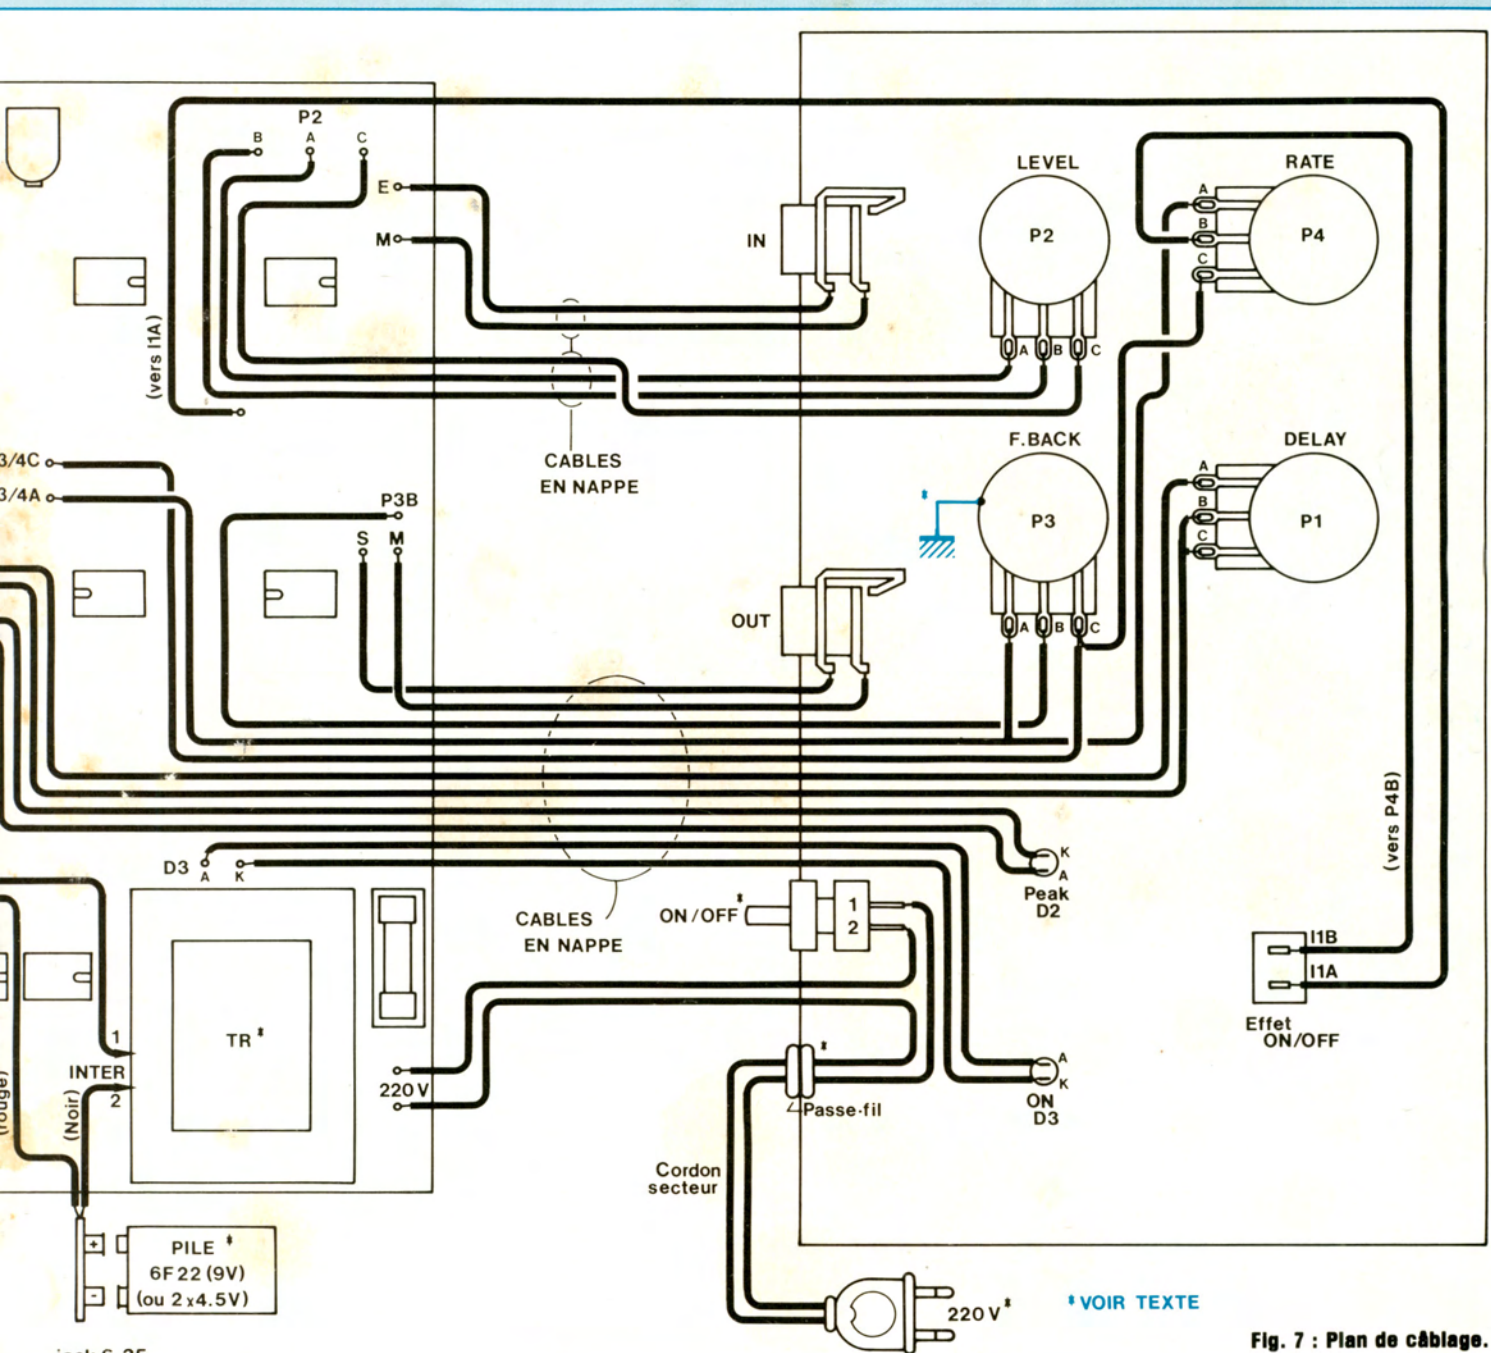 P2
B
A
C
E
M
IN
LEVEL
P2
A
B
C
RATE
A
B
C
P4
(vers I1A)
CABLES
EN NAPPE
3/4C
3/4A
P3B
S
M
OUT
F.BACK
*
P3
A
B
C
DELAY
A
B
C
P1
(vers P4B)
D3
A
K
CABLES
EN NAPPE
ON/OFF*
1
2
K
A
Peak
D2
I1B
I1A
Effet
ON/OFF
TR*
1
INTER
2
(rouge)
(Noir)
220V
*
Passe-fil
A
K
ON
D3
Cordon
secteur
+
-
PILE *
6F22 (9V)
(ou 2x4.5V)
220V*
*VOIR TEXTE
Fig. 7 : Plan de câblage.